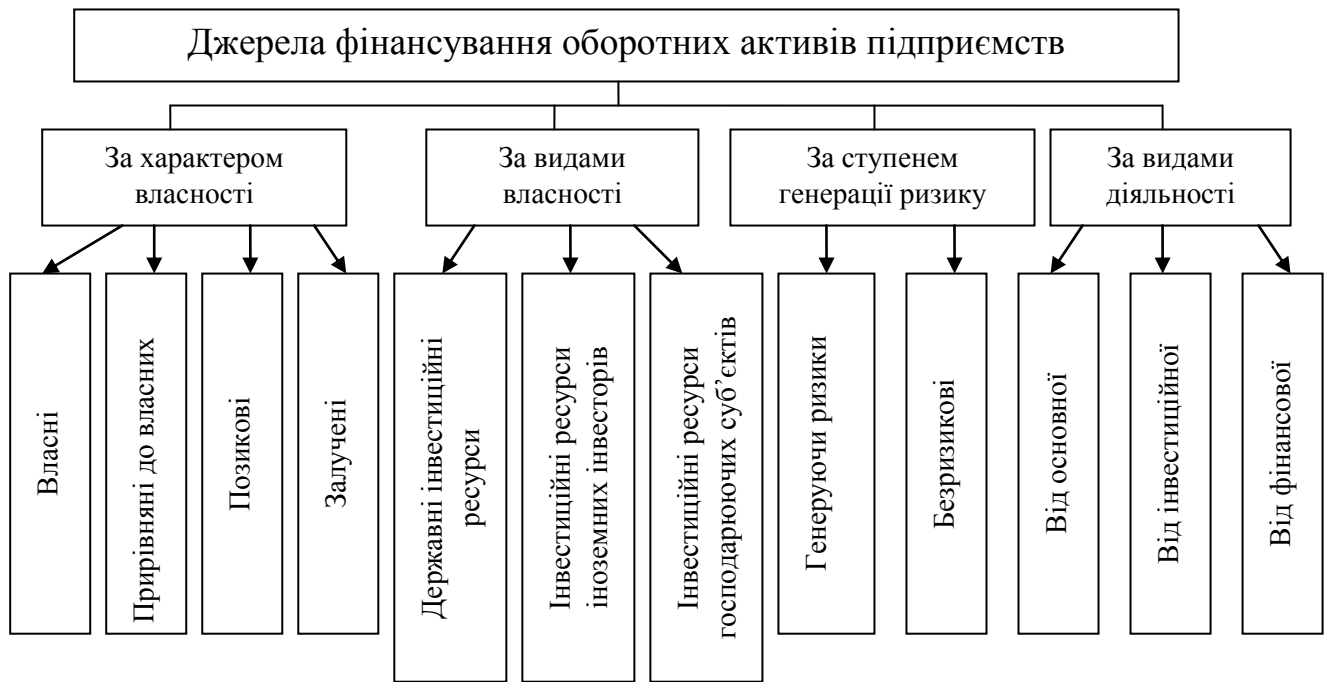 Джерела фінансування оборотних активів підприємств
За характером
власності
За видами
власності
За ступенем
генерації ризику
За видами
діяльності
Власні
Прирівняні до власних
Позикові
Залучені
Державні інвестиційні
ресурси
Інвестиційні ресурси
іноземних інвесторів
Інвестиційні ресурси
господарюючих суб’єктів
Генеруючи ризики
Безризикові
Від основної
Від інвестиційної
Від фінансової